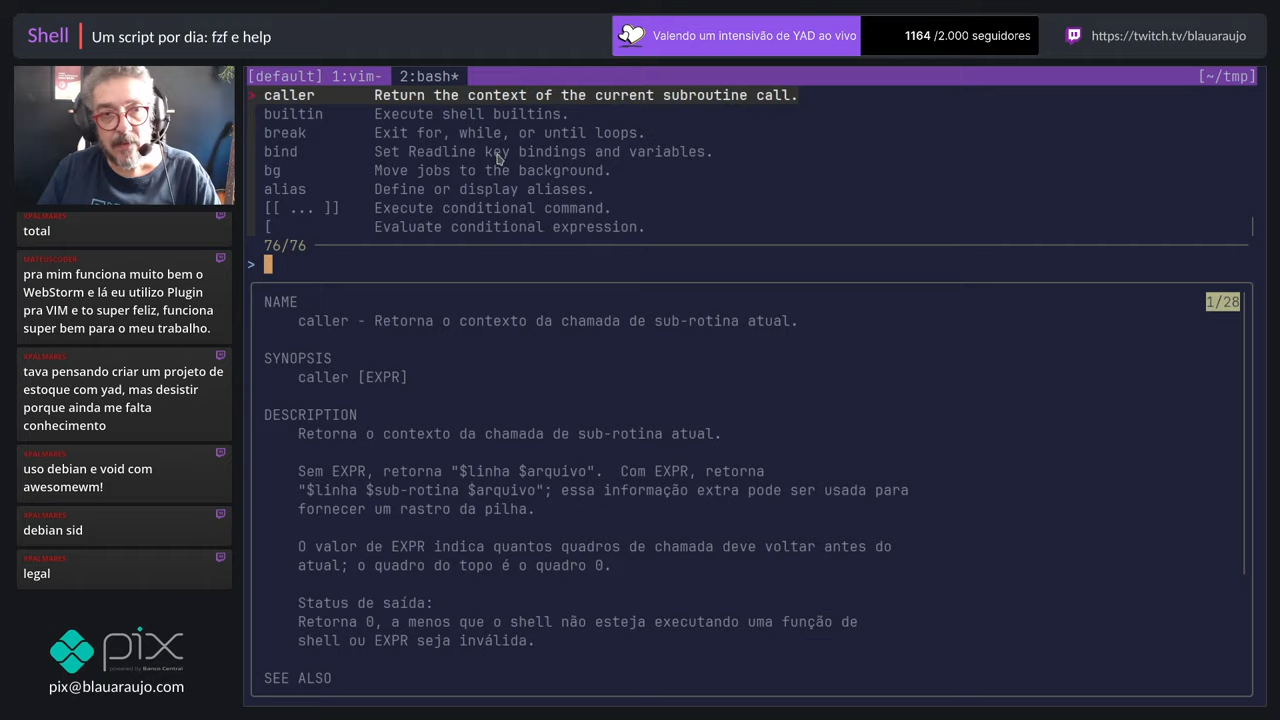 Shell
Um script por dia: fzf e help
Valendo um intensivão de YAD ao vivo
1164 /2.000 seguidores
https://twitch.tv/blauaraujo
[default] 1:vim- 2:bash* [~/tmp]
> caller Return the context of the current subroutine call.
builtin Execute shell builtins.
break Exit for, while, or until loops.
bind Set Readline key bindings and variables.
bg Move jobs to the background.
alias Define or display aliases.
[[ ... ]] Execute conditional command.
[ Evaluate conditional expression.
76/76
>
NAME 1/28
caller - Retorna o contexto da chamada de sub-rotina atual.
SYNOPSIS
caller [EXPR]
DESCRIPTION
Retorna o contexto da chamada de sub-rotina atual.
Sem EXPR, retorna "$linha $arquivo".  Com EXPR, retorna
"$linha $sub-rotina $arquivo"; essa informação extra pode ser usada para
fornecer um rastro da pilha.
O valor de EXPR indica quantos quadros de chamada deve voltar antes do
atual; o quadro do topo é o quadro 0.
Status de saída:
Retorna 0, a menos que o shell não esteja executando uma função de
shell ou EXPR seja inválida.
SEE ALSO
XPALMARES
total
MATEUSCODER
pra mim funciona muito bem o
WebStorm e lá eu utilizo Plugin
pra VIM e to super feliz, funciona
super bem para o meu trabalho.
XPALMARES
tava pensando criar um projeto de
estoque com yad, mas desistir
porque ainda me falta
conhecimento
XPALMARES
uso debian e void com
awesomewm!
XPALMARES
debian sid
XPALMARES
legal
pix
powered by Banco Central
pix@blauaraujo.com